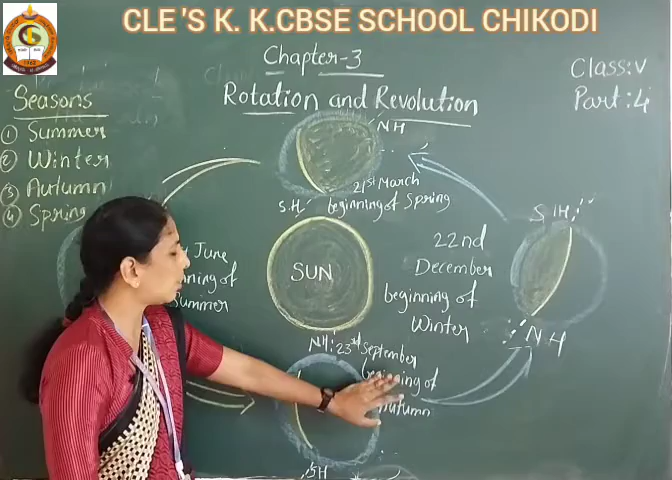 CLE'S K. K.CBSE SCHOOL CHIKODI
Chapter-3
Class:V
Part:4
Rotation and Revolution
Seasons
① Summer
② Winter
③ Autumn
④ Spring
NH
S.H
21st March
beginning of Spring
SH
NH
22nd
December
beginning of
Winter
SUN
June
of
Summer
NH
23rd September
beginning of
Autumn
SH